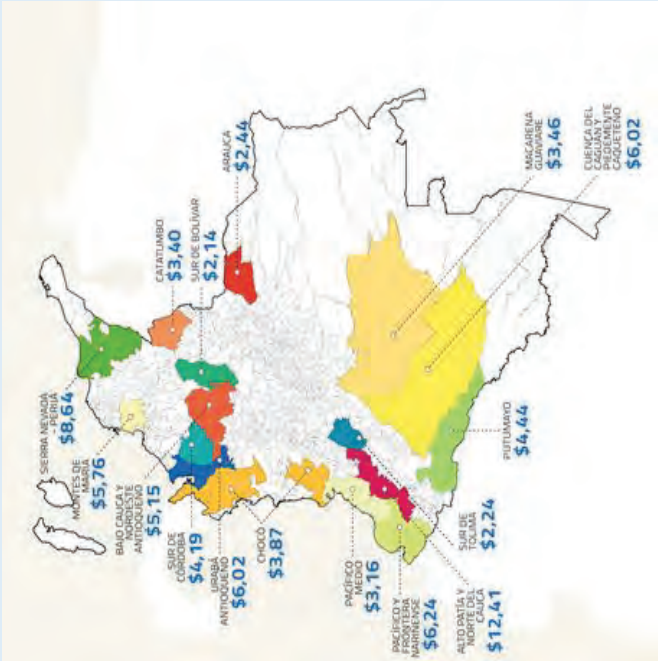 SIERRA NEVADA
- PERIJÁ
$8,64
MONTES DE
MARÍA
$5,76
BAJO CAUCA Y
NORDESTE
ANTIOQUEÑO
$5,15
SUR DE
CÓRDOBA
$4,19
URABÁ
ANTIOQUEÑO
$6,02
CHOCÓ
$3,87
PACÍFICO
MEDIO
$3,16
PACÍFICO Y
FRONTERA
NARIÑENSE
$6,24
ALTO PATÍA Y
NORTE DEL
CAUCA
$12,41
SUR DE
TOLIMA
$2,24
PUTUMAYO
$4,44
CATATUMBO
$3,40
SUR DE BOLÍVAR
$2,14
ARAUCA
$2,44
MACARENA
GUAVIARE
$3,46
CUENCA DEL
CAGUÁN Y
PIEDEMONTE
CAQUETEÑO
$6,02